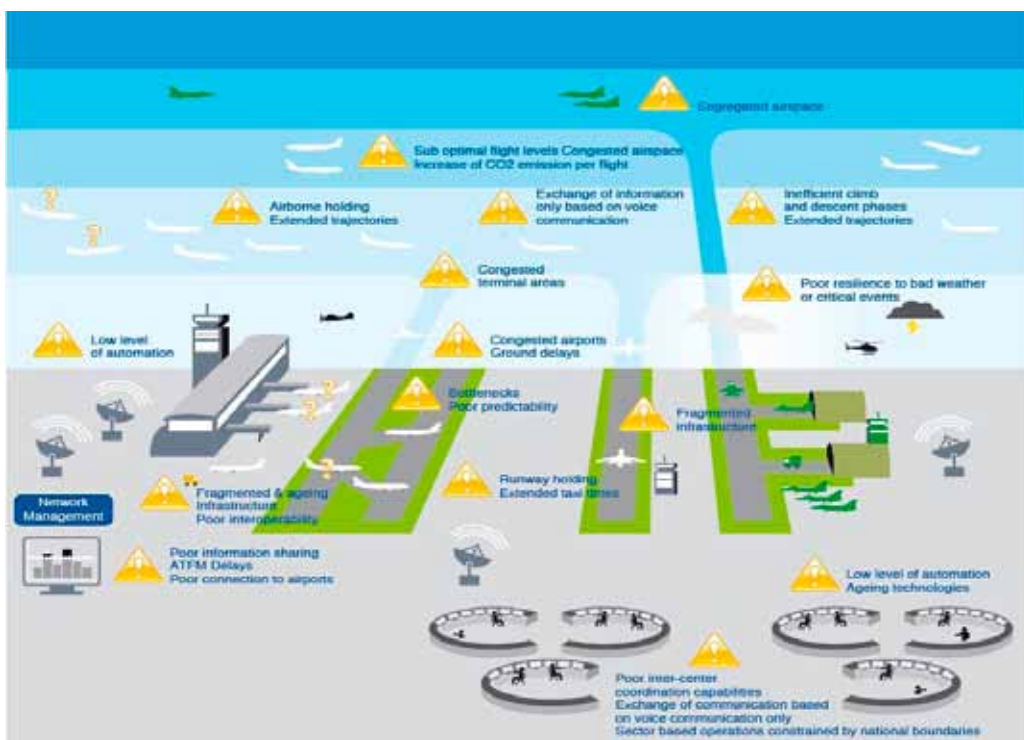 Segregated airspace
Sub optimal flight levels Congested airspace
Increase of CO2 emission per flight
Airborne holding
Extended trajectories
Exchange of information
only based on voice
communication
Inefficient climb
and descent phases
Extended trajectories
Congested
terminal areas
Poor resilience to bad weather
or critical events
Low level
of automation
Congested airports
Ground delays
Bottlenecks
Poor predictability
Fragmented
infrastructure
Runway holding
Extended taxi times
Network
Management
Fragmented & ageing
Infrastructure
Poor interoperability
Poor information sharing
ATFM Delays
Poor connection to airports
Low level of automation
Ageing technologies
Poor inter-center
coordination capabilities
Exchange of communication based
on voice communication only
Sector based operations constrained by national boundaries